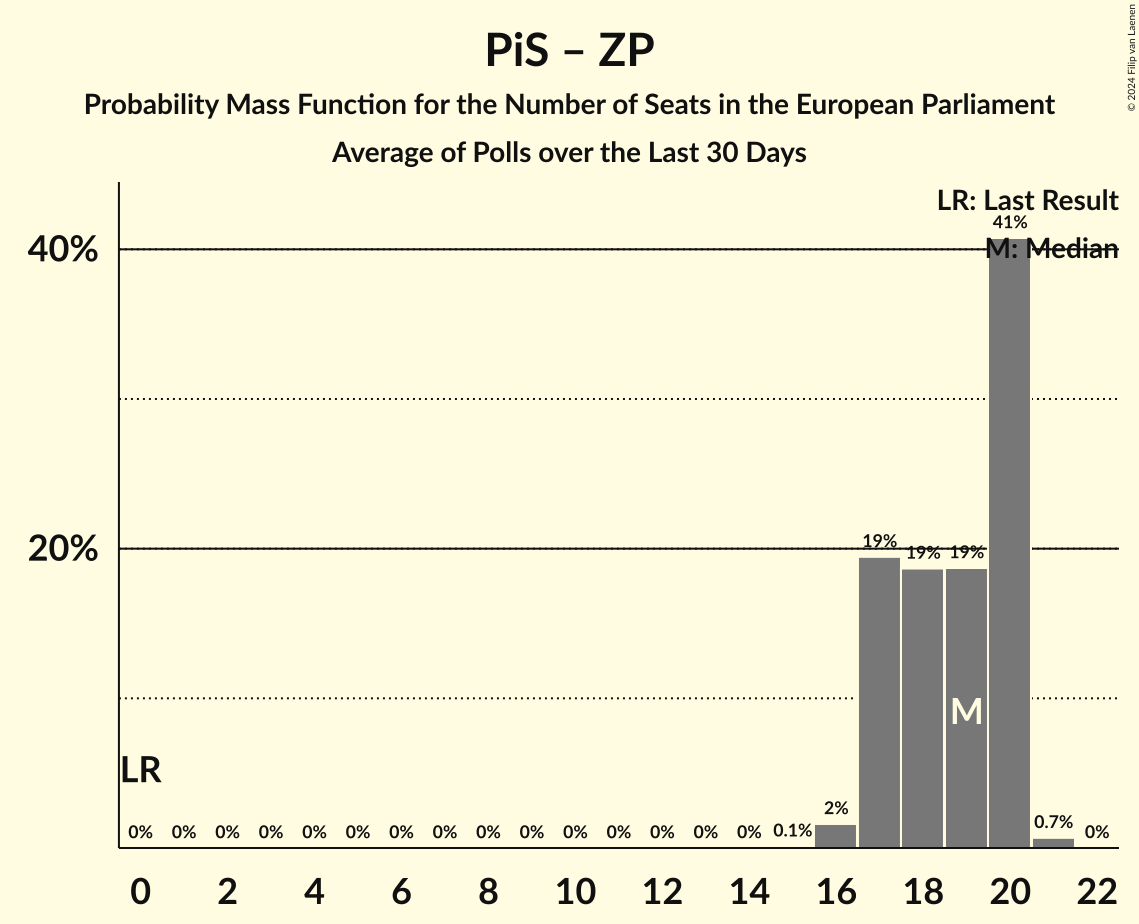 PiS – ZP
Probability Mass Function for the Number of Seats in the European Parliament
Average of Polls over the Last 30 Days
© 2024 Filip van Laenen
LR: Last Result
M: Median
41%
40%
20%
19% 19% 19%
M
LR
0% 0% 0% 0% 0% 0% 0% 0% 0% 0% 0% 0% 0% 0% 0% 0.1% 2% 0.7% 0%
0 2 4 6 8 10 12 14 16 18 20 22